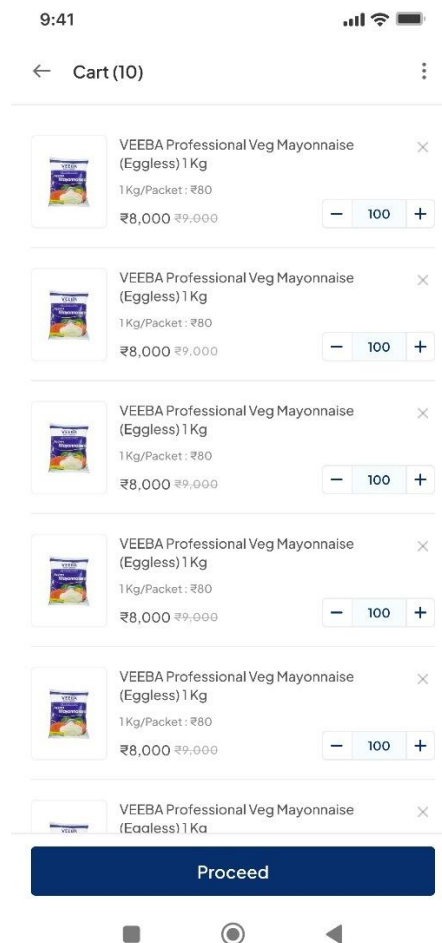 9:41
Cart (10)
VEEBA Professional Veg Mayonnaise
(Eggless) 1 Kg
1 Kg/Packet : ₹80
₹8,000 ₹9,000
− 100 +
VEEBA Professional Veg Mayonnaise
(Eggless) 1 Kg
1 Kg/Packet : ₹80
₹8,000 ₹9,000
− 100 +
VEEBA Professional Veg Mayonnaise
(Eggless) 1 Kg
1 Kg/Packet : ₹80
₹8,000 ₹9,000
− 100 +
VEEBA Professional Veg Mayonnaise
(Eggless) 1 Kg
1 Kg/Packet : ₹80
₹8,000 ₹9,000
− 100 +
VEEBA Professional Veg Mayonnaise
(Eggless) 1 Kg
1 Kg/Packet : ₹80
₹8,000 ₹9,000
− 100 +
VEEBA Professional Veg Mayonnaise
(Eggless) 1 Kg
Proceed